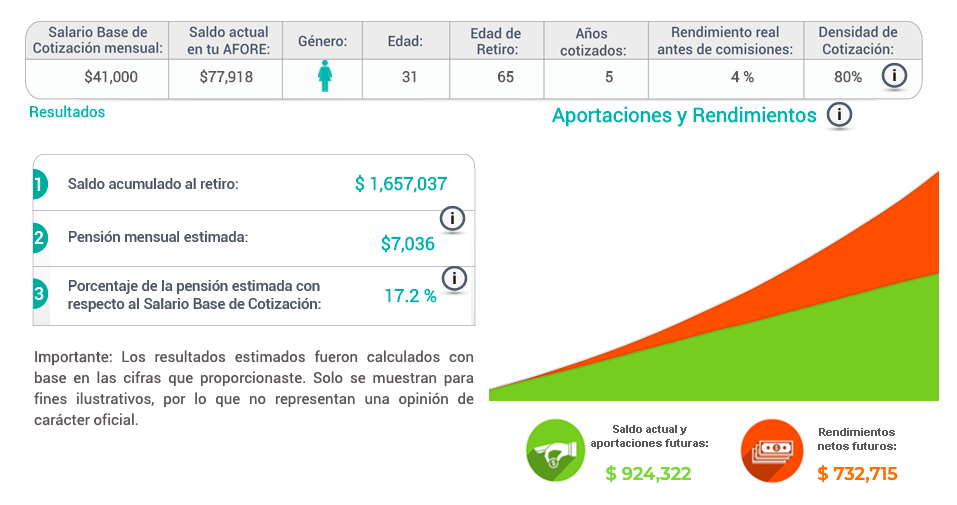 Salario Base de
Cotización mensual:
Saldo actual
en tu AFORE:
Género:
Edad:
Edad de
Retiro:
Años
cotizados:
Rendimiento real
antes de comisiones:
Densidad de
Cotización:
$41,000
$77,918
31
65
5
4 %
80%
i
Resultados
Aportaciones y Rendimientos
i
1
Saldo acumulado al retiro:
$ 1,657,037
2
Pensión mensual estimada:
$7,036
i
3
Porcentaje de la pensión estimada con
respecto al Salario Base de Cotización:
17.2 %
i
Importante: Los resultados estimados fueron calculados con
base en las cifras que proporcionaste. Solo se muestran para
fines ilustrativos, por lo que no representan una opinión de
carácter oficial.
Saldo actual y
aportaciones futuras:
$ 924,322
Rendimientos
netos futuros:
$ 732,715